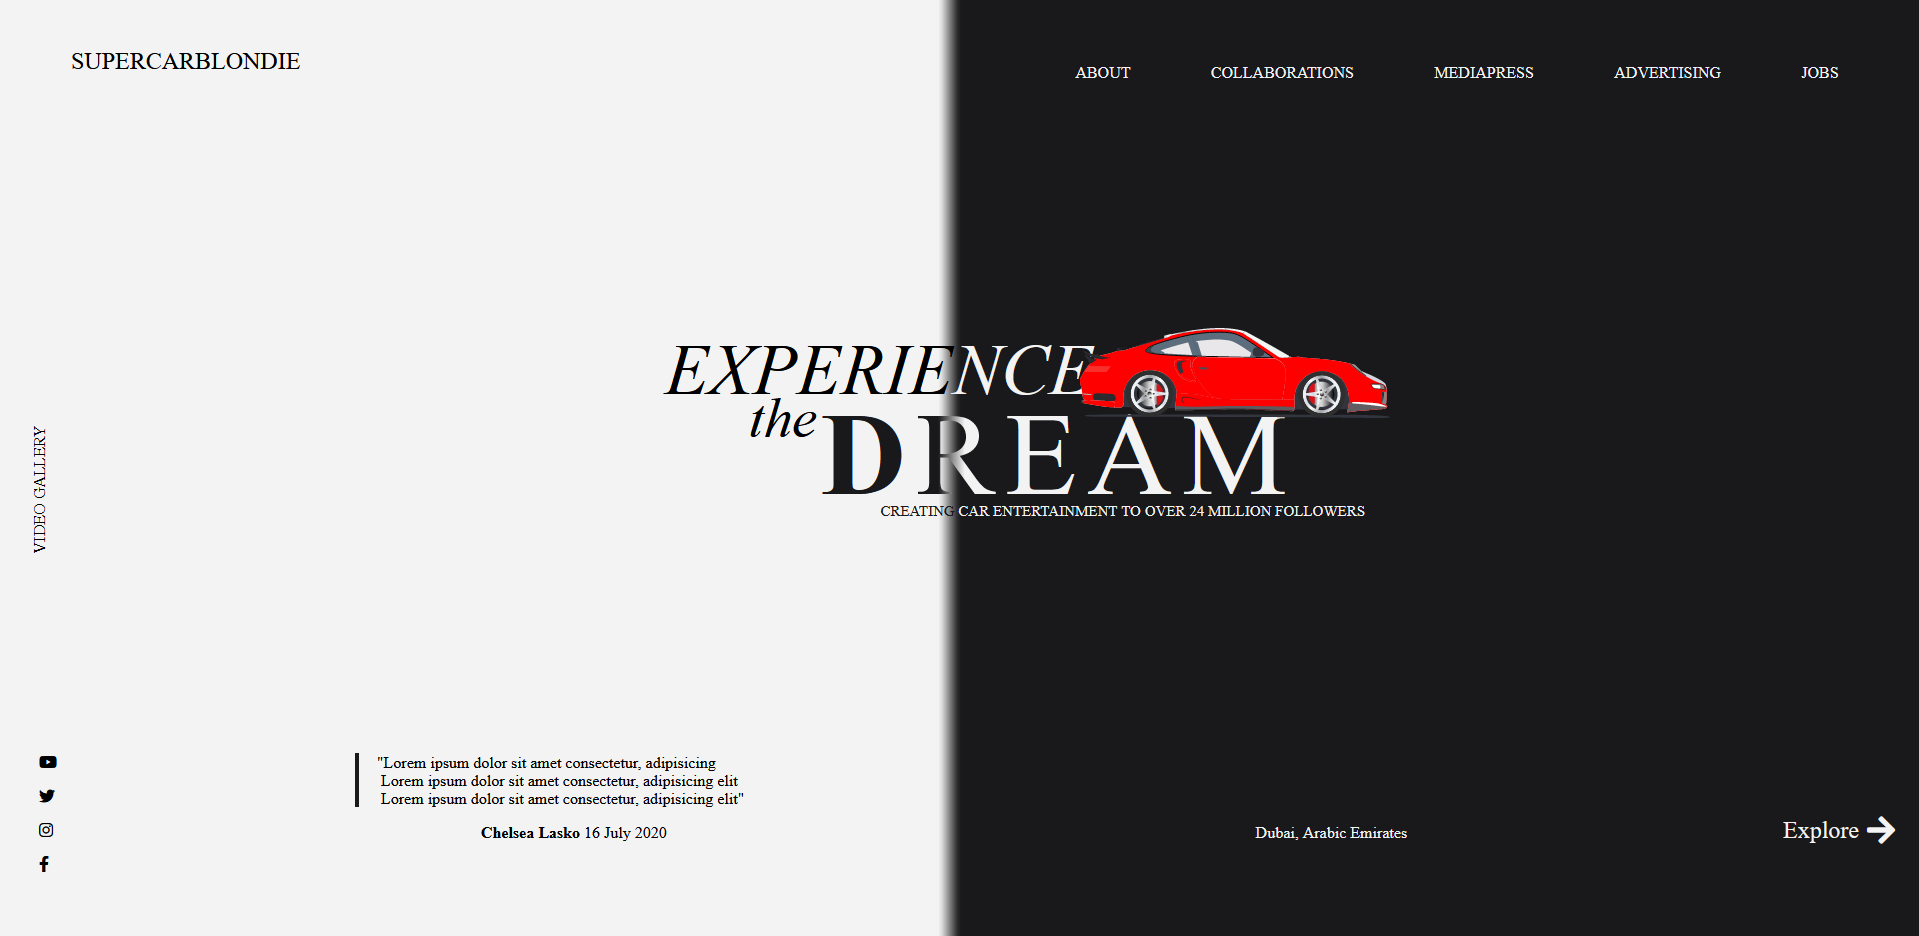 SUPERCARBLONDIE
ABOUT COLLABORATIONS MEDIAPRESS ADVERTISING JOBS
EXPERIENCE
the
DREAM
CREATING CAR ENTERTAINMENT TO OVER 24 MILLION FOLLOWERS
VIDEO GALLERY
"Lorem ipsum dolor sit amet consectetur, adipisicing
Lorem ipsum dolor sit amet consectetur, adipisicing elit
Lorem ipsum dolor sit amet consectetur, adipisicing elit"
Chelsea Lasko 16 July 2020
Dubai, Arabic Emirates
Explore